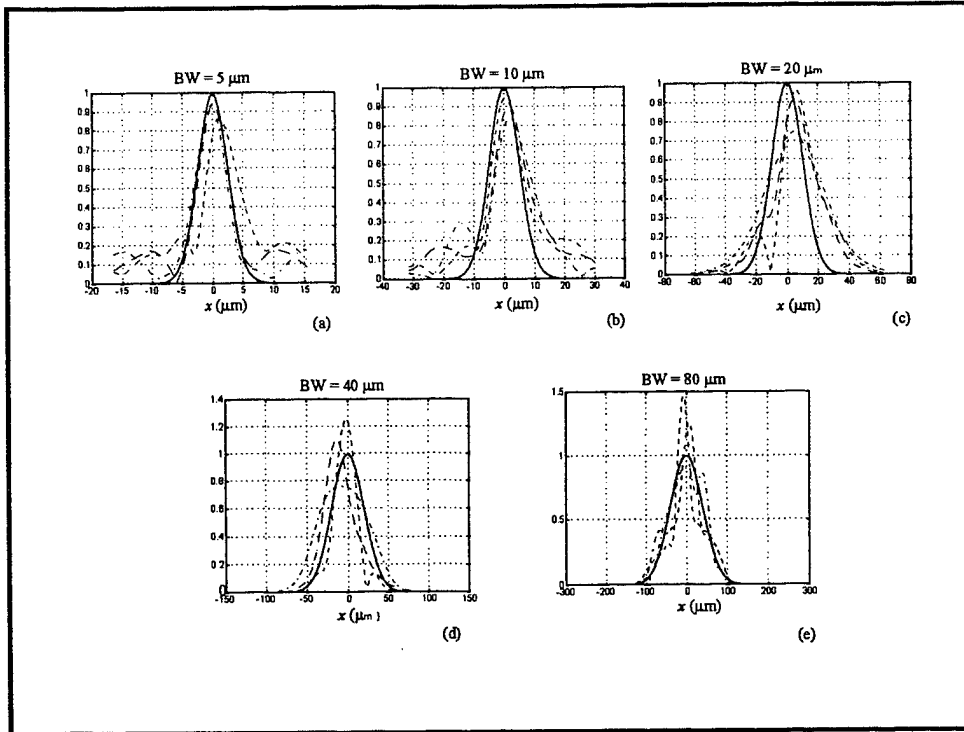 BW = 5 µm
BW = 10 µm
BW = 20 µm
1
0.9
0.8
0.7
0.6
0.5
0.4
0.3
0.2
0.1
0
-20 -15 -10 -5 0 5 10 15 20
x (µm)
(a)
1
0.9
0.8
0.7
0.6
0.5
0.4
0.3
0.2
0.1
0
-40 -30 -20 -10 0 10 20 30 40
x (µm)
(b)
1
0.9
0.8
0.7
0.6
0.5
0.4
0.3
0.2
0.1
0
-80 -60 -40 -20 0 20 40 60 80
x (µm)
(c)
BW = 40 µm
BW = 80 µm
1.4
1.2
1
0.8
0.6
0.4
0.2
0
-150 -100 -50 0 50 100 150
x (µm )
(d)
1.5
1
0.5
0
-300 -200 -100 0 100 200 300
x (µm)
(e)